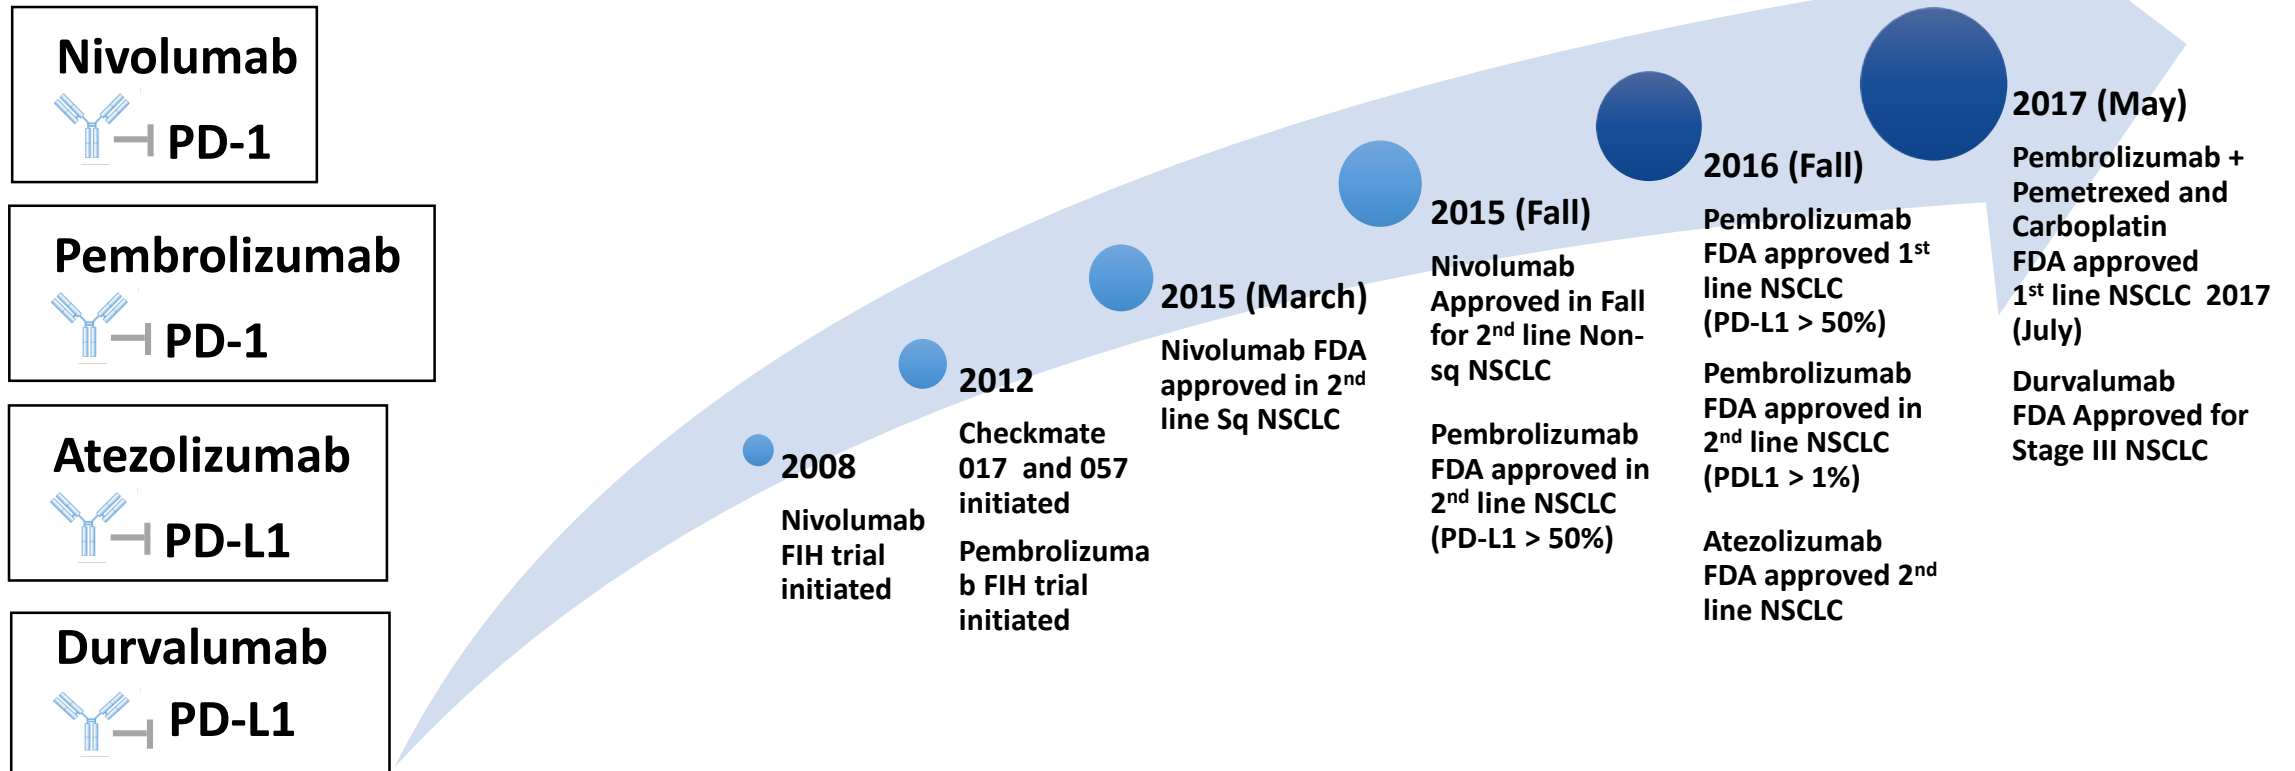 Nivolumab
PD-1
Pembrolizumab
PD-1
Atezolizumab
PD-L1
Durvalumab
PD-L1
2008
Nivolumab
FIH trial
initiated
2012
Checkmate
017 and 057
initiated
Pembrolizuma
b FIH trial
initiated
2015 (March)
Nivolumab FDA
approved in 2nd
line Sq NSCLC
2015 (Fall)
Nivolumab
Approved in Fall
for 2nd line Non-
sq NSCLC
Pembrolizumab
FDA approved in
2nd line NSCLC
(PD-L1 > 50%)
2016 (Fall)
Pembrolizumab
FDA approved 1st
line NSCLC
(PD-L1 > 50%)
Pembrolizumab
FDA approved in
2nd line NSCLC
(PDL1 > 1%)
Atezolizumab
FDA approved 2nd
line NSCLC
2017 (May)
Pembrolizumab +
Pemetrexed and
Carboplatin
FDA approved
1st line NSCLC 2017
(July)
Durvalumab
FDA Approved for
Stage III NSCLC